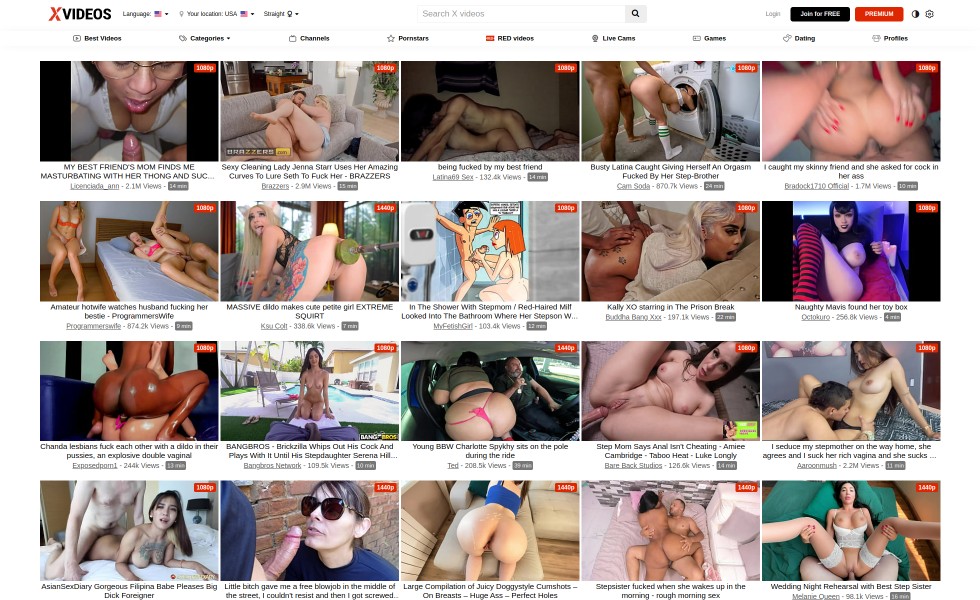 XVIDEOS
Language:
Your location: USA
Straight
Search X videos
Login
Join for FREE
PREMIUM
Best Videos
Categories
Channels
Pornstars
RED videos
Live Cams
Games
Dating
Profiles
1080p
1080p
1080p
1080p
1080p
BRAZZERS
MY BEST FRIEND'S MOM FINDS ME
MASTURBATING WITH HER THONG AND SUC...
Licenciada_ann - 2.1M Views - 14 min
Sexy Cleaning Lady Jenna Starr Uses Her Amazing
Curves To Lure Seth To Fuck Her - BRAZZERS
Brazzers - 2.9M Views - 15 min
being fucked by my best friend
Latina69 Sex - 132.4k Views - 14 min
Busty Latina Caught Giving Herself An Orgasm
Fucked By Her Step-Brother
Cam Soda - 870.7k Views - 24 min
I caught my skinny friend and she asked for cock in
her ass
Bradock1710 Official - 1.7M Views - 10 min
1080p
1440p
1080p
1080p
1080p
Amateur hotwife watches husband fucking her
bestie - ProgrammersWife
Programmerswife - 874.2k Views - 9 min
MASSIVE dildo makes cute petite girl EXTREME
SQUIRT
Ksu Colt - 338.6k Views - 7 min
In The Shower With Stepmom / Red-Haired Milf
Looked Into The Bathroom Where Her Stepson W...
MyFetishGirl - 103.4k Views - 12 min
Kally XO starring in The Prison Break
Buddha Bang Xxx - 197.1k Views - 22 min
Naughty Mavis found her toy box
Octokuro - 256.8k Views - 4 min
1080p
1080p
1440p
1080p
1080p
BANGBROS
Chanda lesbians fuck each other with a dildo in their
pussies, an explosive double vaginal
Exposedporn1 - 244k Views - 13 min
BANGBROS - Brickzilla Whips Out His Cock And
Plays With It Until His Stepdaughter Serena Hill...
Bangbros Network - 109.5k Views - 10 min
Young BBW Charlotte Spykhy sits on the pole
during the ride
Ted - 208.5k Views - 39 min
Step Mom Says Anal Isn't Cheating - Amiee
Cambridge - Taboo Heat - Luke Longly
Bare Back Studios - 126.6k Views - 14 min
I seduce my stepmother on the way home, she
agrees and I suck her rich vagina and she sucks ...
Aaroonmush - 2.2M Views - 11 min
1080p
1440p
1440p
1440p
1440p
AsianSexDiary Gorgeous Filipina Babe Pleases Big
Dick Foreigner
Little bitch gave me a free blowjob in the middle of
the street, I couldn't resist and then I got screwed..
Large Compilation of Juicy Doggystyle Cumshots –
On Breasts – Huge Ass – Perfect Holes
Stepsister fucked when she wakes up in the
morning - rough morning sex
Wedding Night Rehearsal with Best Step Sister
Melanie Queen - 98.1k Views - 16 min